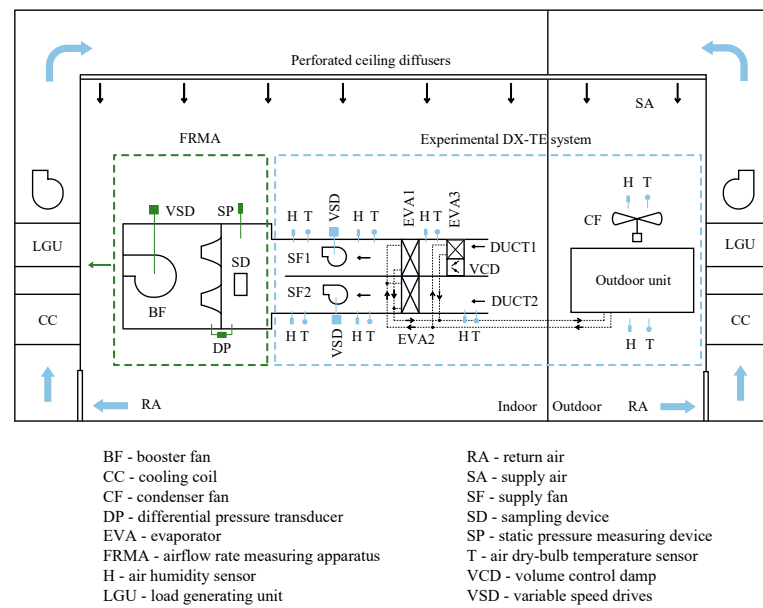 Perforated ceiling diffusers
SA
FRMA
Experimental DX-TE system
VSD
SP
H T
VSD
H T
EVA1
H T
EVA3
H T
CF
LGU
SD
SF1
DUCT1
VCD
Outdoor unit
LGU
BF
SF2
DUCT2
CC
DP
H T
VSD
H T
EVA2
H T
H T
CC
RA
Indoor
Outdoor
RA
BF - booster fan
CC - cooling coil
CF - condenser fan
DP - differential pressure transducer
EVA - evaporator
FRMA - airflow rate measuring apparatus
H - air humidity sensor
LGU - load generating unit
RA - return air
SA - supply air
SF - supply fan
SD - sampling device
SP - static pressure measuring device
T - air dry-bulb temperature sensor
VCD - volume control damp
VSD - variable speed drives